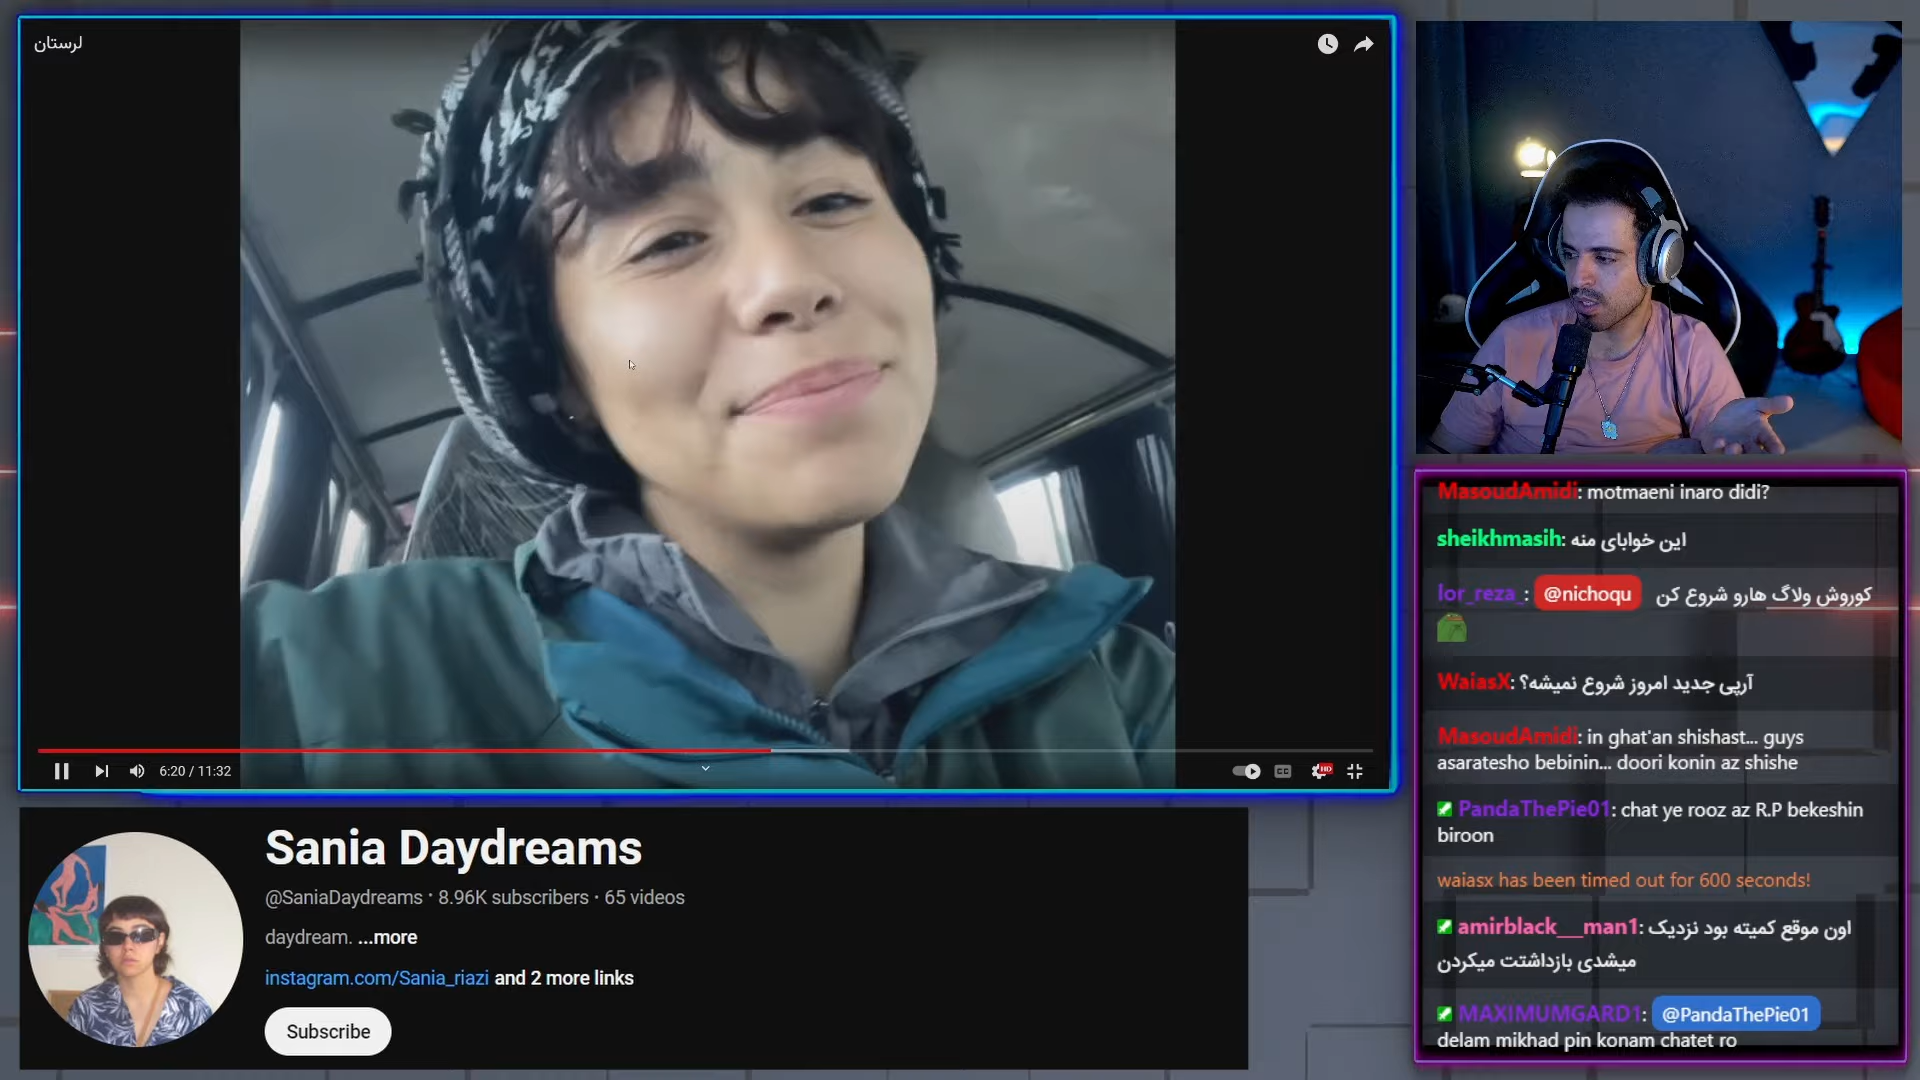 لرستان
6:20 / 11:32
CC
HD
Sania Daydreams
@SaniaDaydreams · 8.96K subscribers · 65 videos
daydream. ...more
instagram.com/Sania_riazi and 2 more links
Subscribe
MasoudAmidi: motmaeni inaro didi?
sheikhmasih: این خوابای منه
lor_reza_: @nichoqu کوروش ولاگ هارو شروع کن
WaiasX: آرپی جدید امروز شروع نمیشه؟
MasoudAmidi: in ghat'an shishast... guys
asaratesho bebinin... doori konin az shishe
PandaThePie01: chat ye rooz az R.P bekeshin
biroon
waiasx has been timed out for 600 seconds!
amirblack__man1: اون موقع کمیته بود نزدیک
میشدی بازداشتت میکردن
MAXIMUMGARD1: @PandaThePie01
delam mikhad pin konam chatet ro